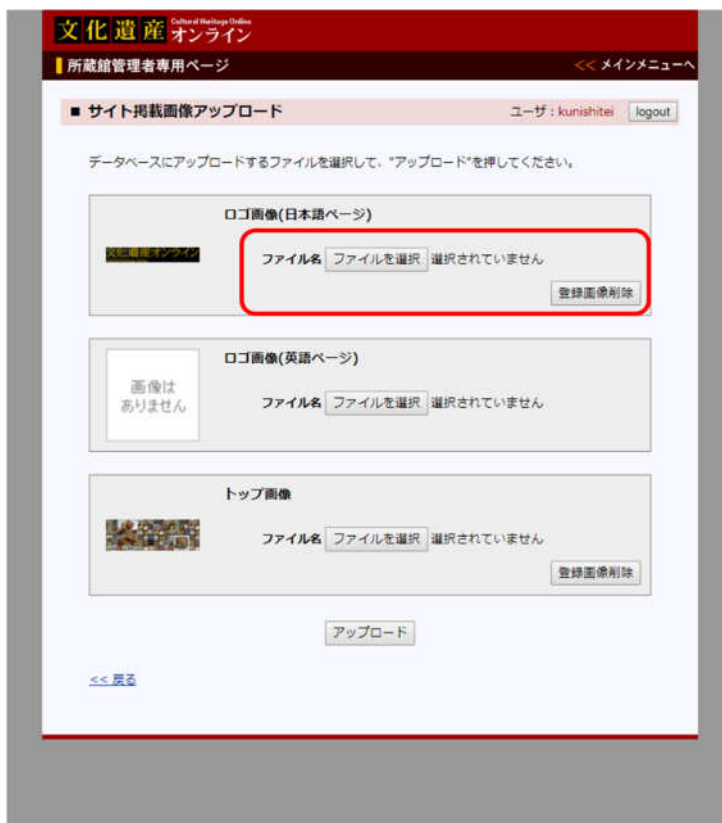 文化遺産 Cultural Heritage Online
オンライン
所蔵館管理者専用ページ << メインメニューへ
■ サイト掲載画像アップロード ユーザ : kunishitei logout
データベースにアップロードするファイルを選択して、"アップロード"を押してください。
ロゴ画像(日本語ページ)
文化遺産オンライン
ファイル名 ファイルを選択 選択されていません
登録画像削除
ロゴ画像(英語ページ)
画像は
ありません
ファイル名 ファイルを選択 選択されていません
トップ画像
ファイル名 ファイルを選択 選択されていません
登録画像削除
アップロード
<< 戻る